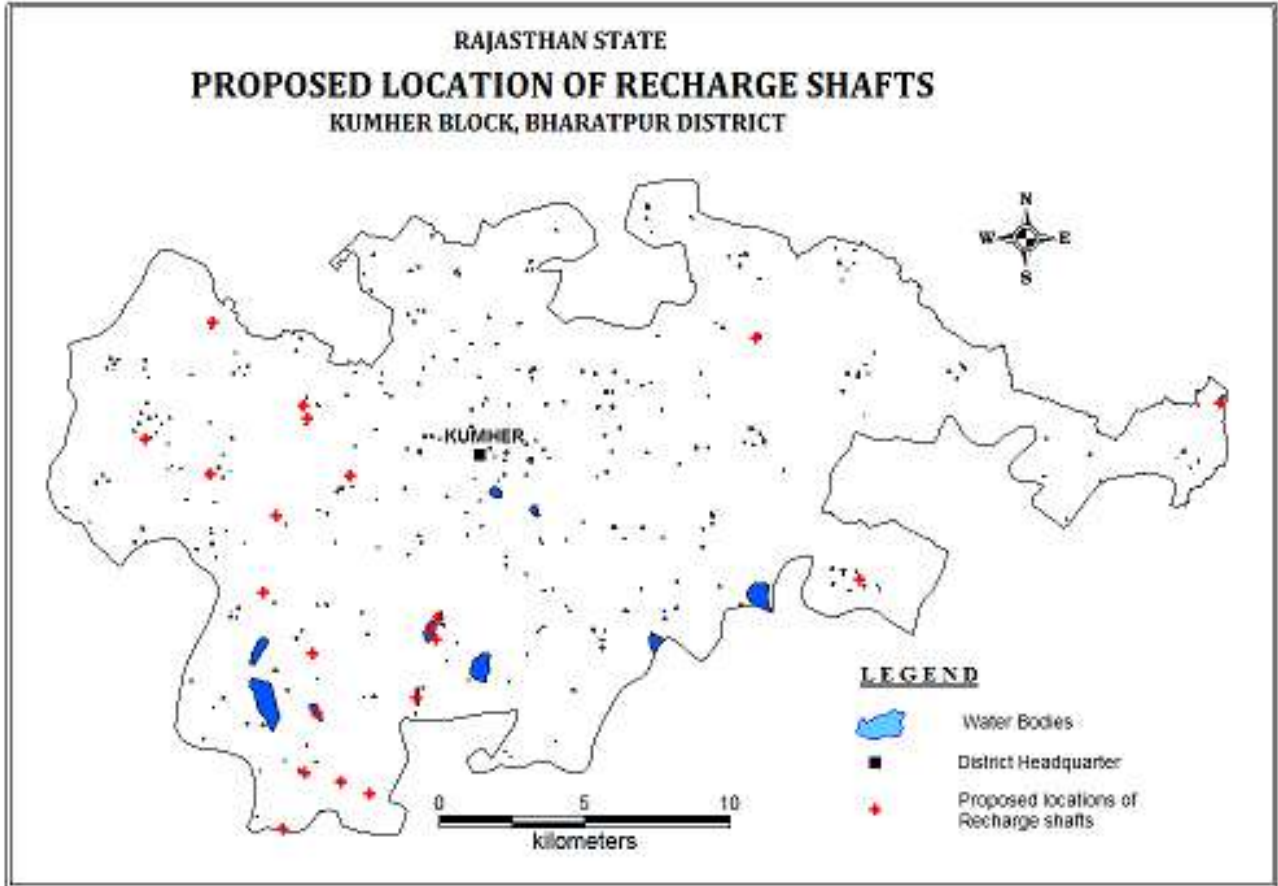 RAJASTHAN STATE
PROPOSED LOCATION OF RECHARGE SHAFTS
KUMHER BLOCK, BHARATPUR DISTRICT
N
W E
S
KUMHER
LEGEND
Water Bodies
District Headquarter
Proposed locations of
Recharge shafts
0 5 10
kilometers